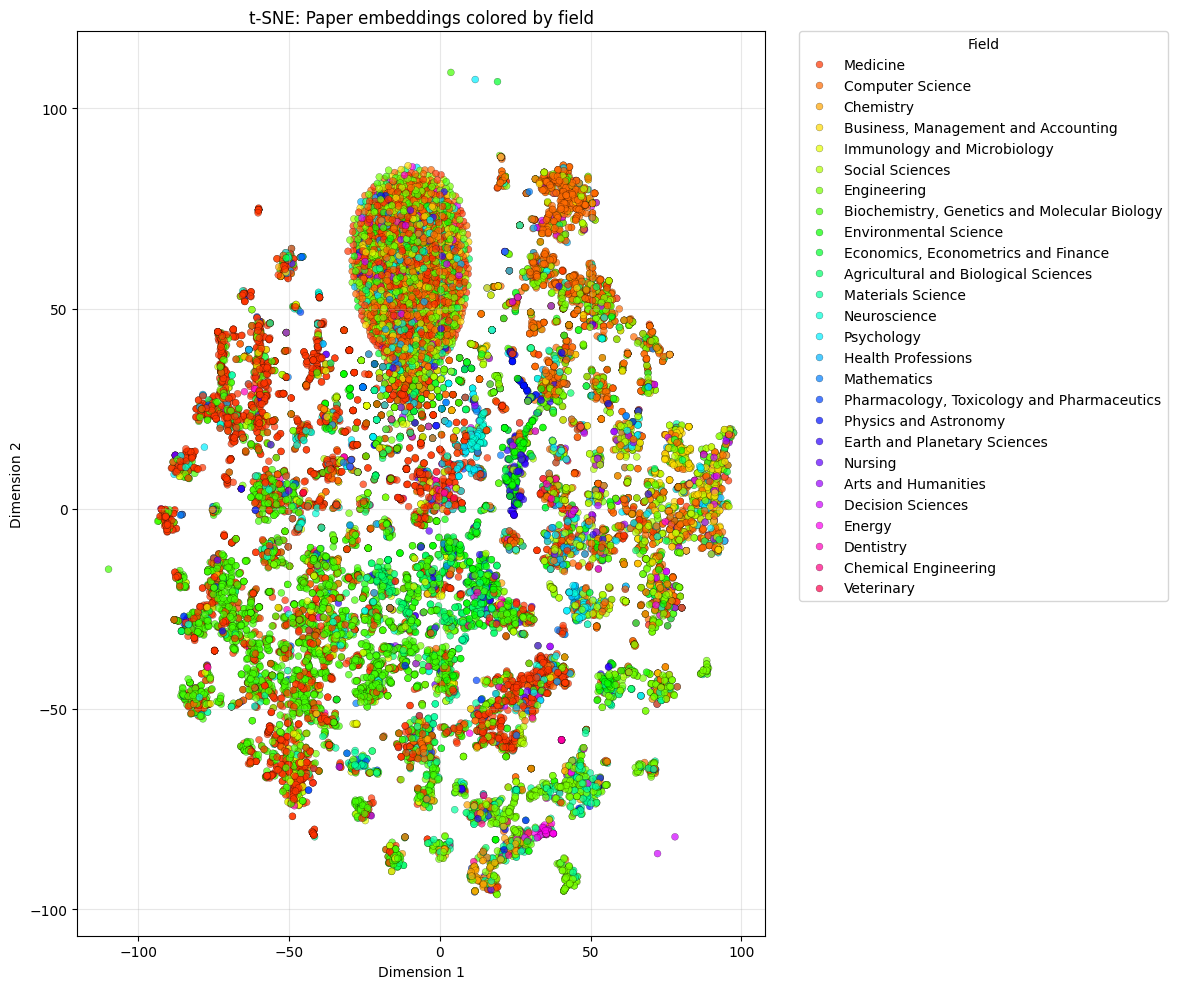 t-SNE: Paper embeddings colored by field
Field
Medicine
Computer Science
Chemistry
Business, Management and Accounting
Immunology and Microbiology
Social Sciences
Engineering
Biochemistry, Genetics and Molecular Biology
Environmental Science
Economics, Econometrics and Finance
Agricultural and Biological Sciences
Materials Science
Neuroscience
Psychology
Health Professions
Mathematics
Pharmacology, Toxicology and Pharmaceutics
Physics and Astronomy
Earth and Planetary Sciences
Nursing
Arts and Humanities
Decision Sciences
Energy
Dentistry
Chemical Engineering
Veterinary
Dimension 2
100
50
0
−50
−100
−100
−50
0
50
100
Dimension 1